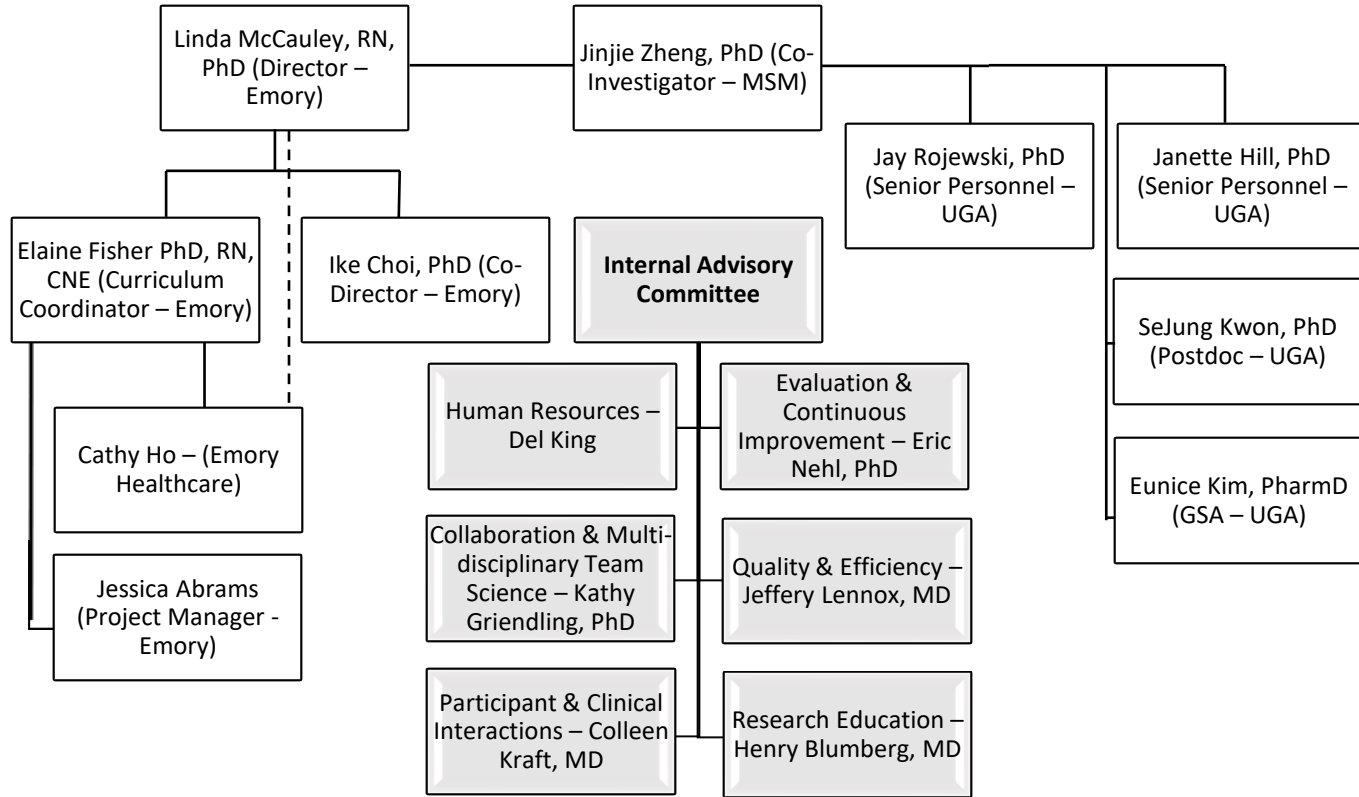 Linda McCauley, RN,
PhD (Director –
Emory)
Jinjie Zheng, PhD (Co-
Investigator – MSM)
Jay Rojewski, PhD
(Senior Personnel –
UGA)
Janette Hill, PhD
(Senior Personnel –
UGA)
Elaine Fisher PhD, RN,
CNE (Curriculum
Coordinator – Emory)
Ike Choi, PhD (Co-
Director – Emory)
Internal Advisory
Committee
SeJung Kwon, PhD
(Postdoc – UGA)
Human Resources –
Del King
Evaluation &
Continuous
Improvement – Eric
Nehl, PhD
Cathy Ho – (Emory
Healthcare)
Eunice Kim, PharmD
(GSA – UGA)
Collaboration & Multi-
disciplinary Team
Science – Kathy
Griendling, PhD
Quality & Efficiency –
Jeffery Lennox, MD
Jessica Abrams
(Project Manager -
Emory)
Participant & Clinical
Interactions – Colleen
Kraft, MD
Research Education –
Henry Blumberg, MD